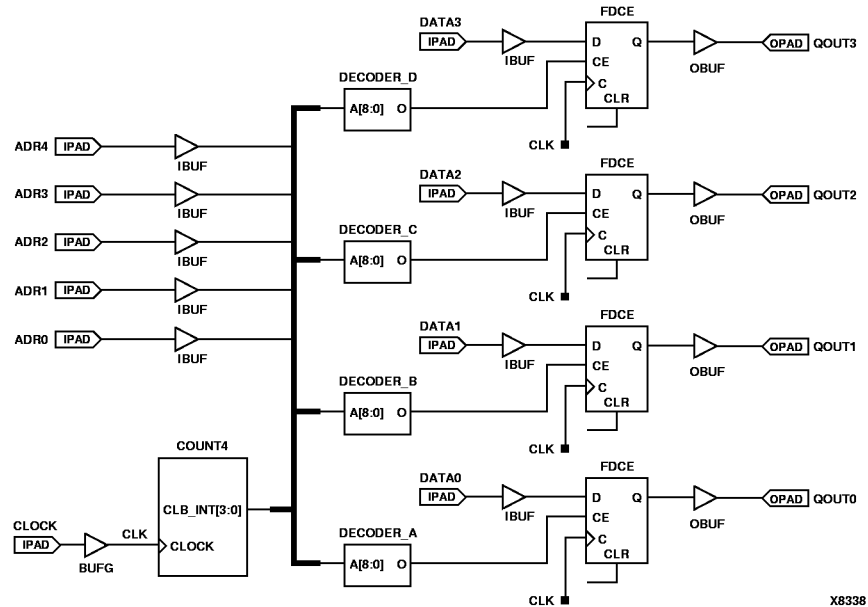 DATA3
IPAD
IBUF
FDCE
D
Q
CE
C
CLR
CLK
OBUF
OPAD
QOUT3
DECODER_D
A[8:0]
O
ADR4
IPAD
IBUF
ADR3
IPAD
IBUF
ADR2
IPAD
IBUF
ADR1
IPAD
IBUF
ADR0
IPAD
IBUF
DATA2
IPAD
IBUF
FDCE
D
Q
CE
C
CLR
CLK
OBUF
OPAD
QOUT2
DECODER_C
A[8:0]
O
DATA1
IPAD
IBUF
FDCE
D
Q
CE
C
CLR
CLK
OBUF
OPAD
QOUT1
DECODER_B
A[8:0]
O
COUNT4
CLB_INT[3:0]
CLOCK
CLOCK
IPAD
BUFG
CLK
DATA0
IPAD
IBUF
FDCE
D
Q
CE
C
CLR
CLK
OBUF
OPAD
QOUT0
DECODER_A
A[8:0]
O
X8338